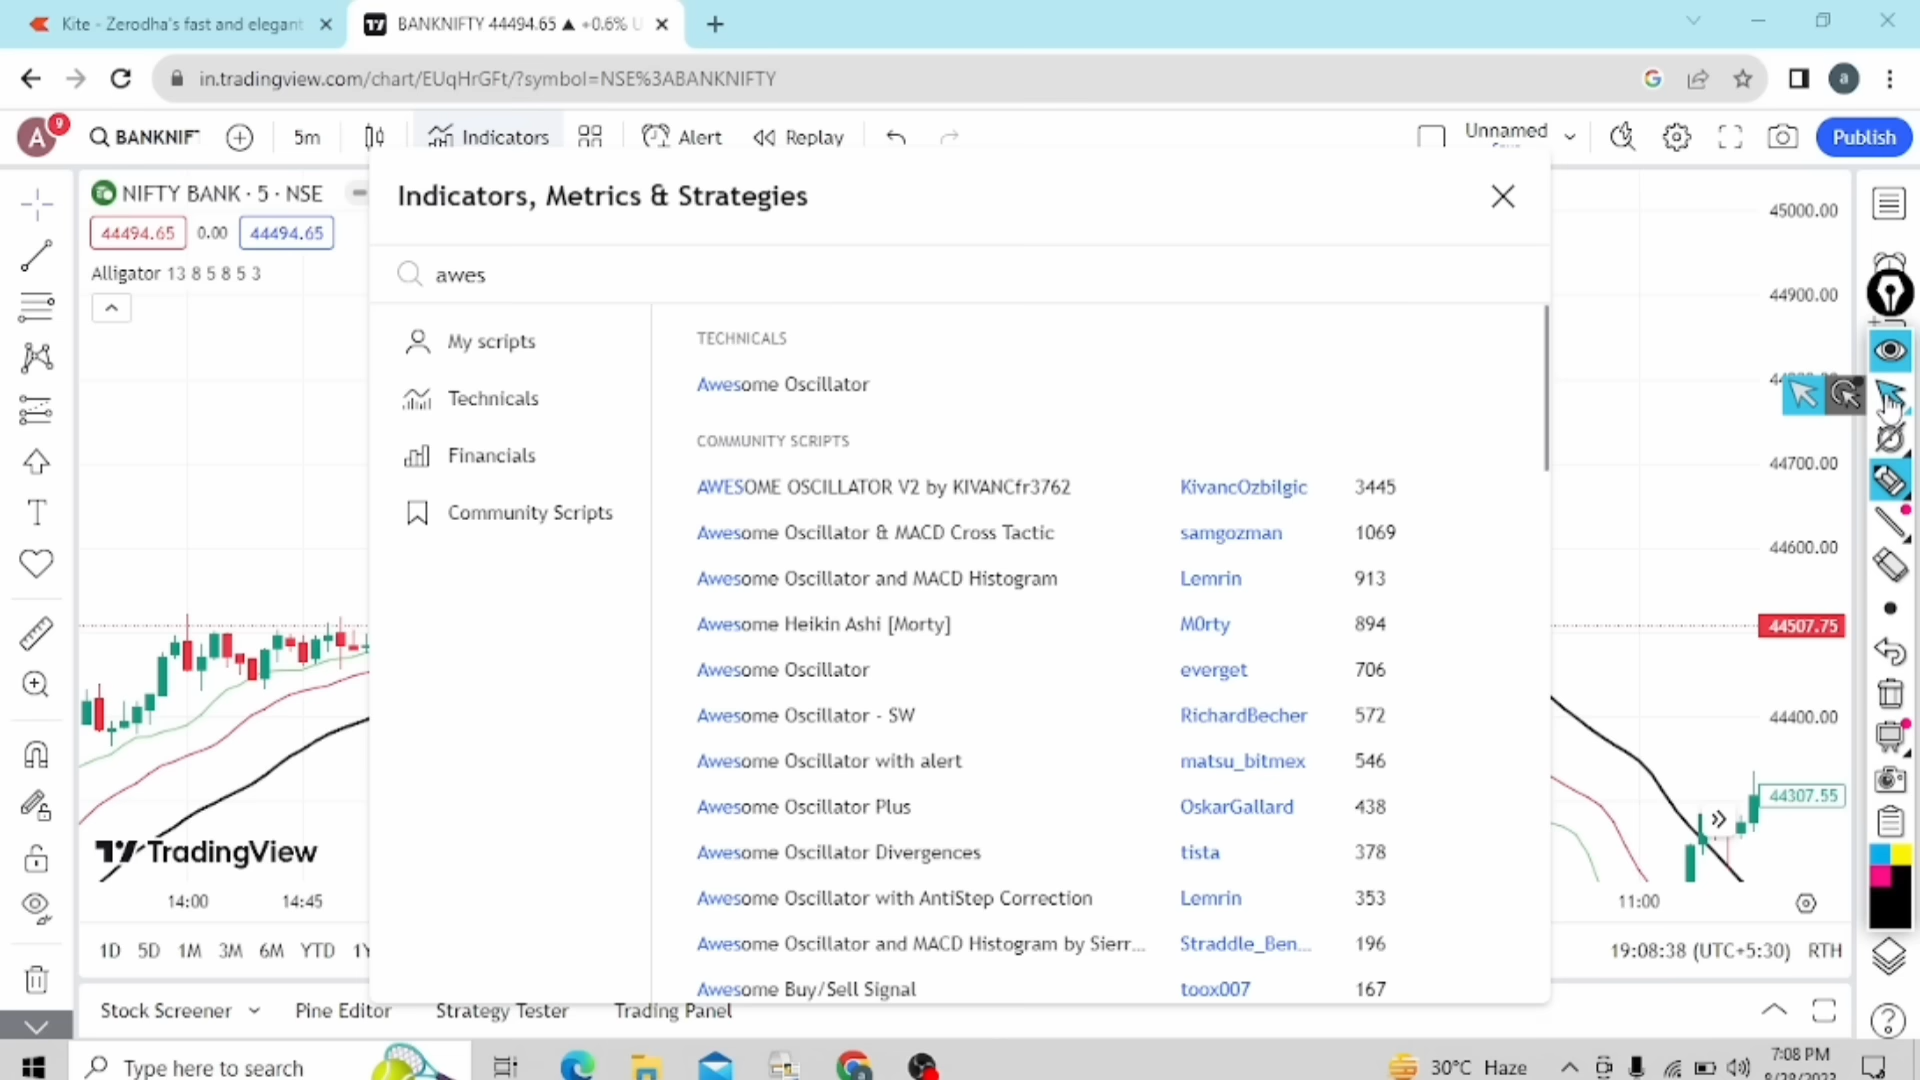 Kite - Zerodha's fast and elegant
BANKNIFTY 44494.65 ▲ +0.6% U
in.tradingview.com/chart/EUqHrGFt/?symbol=NSE%3ABANKNIFTY
a
A 9 BANKNIF 5m Indicators Alert Replay Unnamed Publish
Indicators, Metrics & Strategies
NIFTY BANK · 5 · NSE
44494.65 0.00 44494.65
Alligator 13 8 5 8 5 3
awes
My scripts
Technicals
Financials
Community Scripts
TECHNICALS
Awesome Oscillator
COMMUNITY SCRIPTS
AWESOME OSCILLATOR V2 by KIVANCfr3762 KivancOzbilgic 3445
Awesome Oscillator & MACD Cross Tactic samgozman 1069
Awesome Oscillator and MACD Histogram Lemrin 913
Awesome Heikin Ashi [Morty] M0rty 894
Awesome Oscillator everget 706
Awesome Oscillator - SW RichardBecher 572
Awesome Oscillator with alert matsu_bitmex 546
Awesome Oscillator Plus OskarGallard 438
Awesome Oscillator Divergences tista 378
Awesome Oscillator with AntiStep Correction Lemrin 353
Awesome Oscillator and MACD Histogram by Sierr... Straddle_Ben... 196
Awesome Buy/Sell Signal toox007 167
45000.00
44900.00
44700.00
44600.00
44507.75
44400.00
44307.55
TradingView
14:00 14:45 11:00
1D 5D 1M 3M 6M YTD 1Y 19:08:38 (UTC+5:30) RTH
Stock Screener Pine Editor Strategy Tester Trading Panel
Type here to search 30°C Haze 7:08 PM
8/28/2023